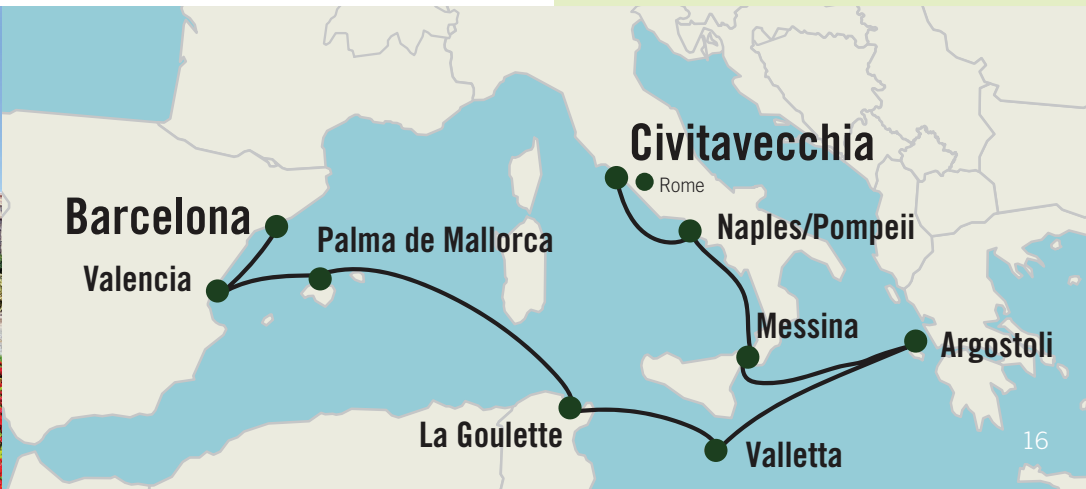 Civitavecchia
Rome
Barcelona
Naples/Pompeii
Palma de Mallorca
Valencia
Messina
Argostoli
La Goulette
16
Valletta